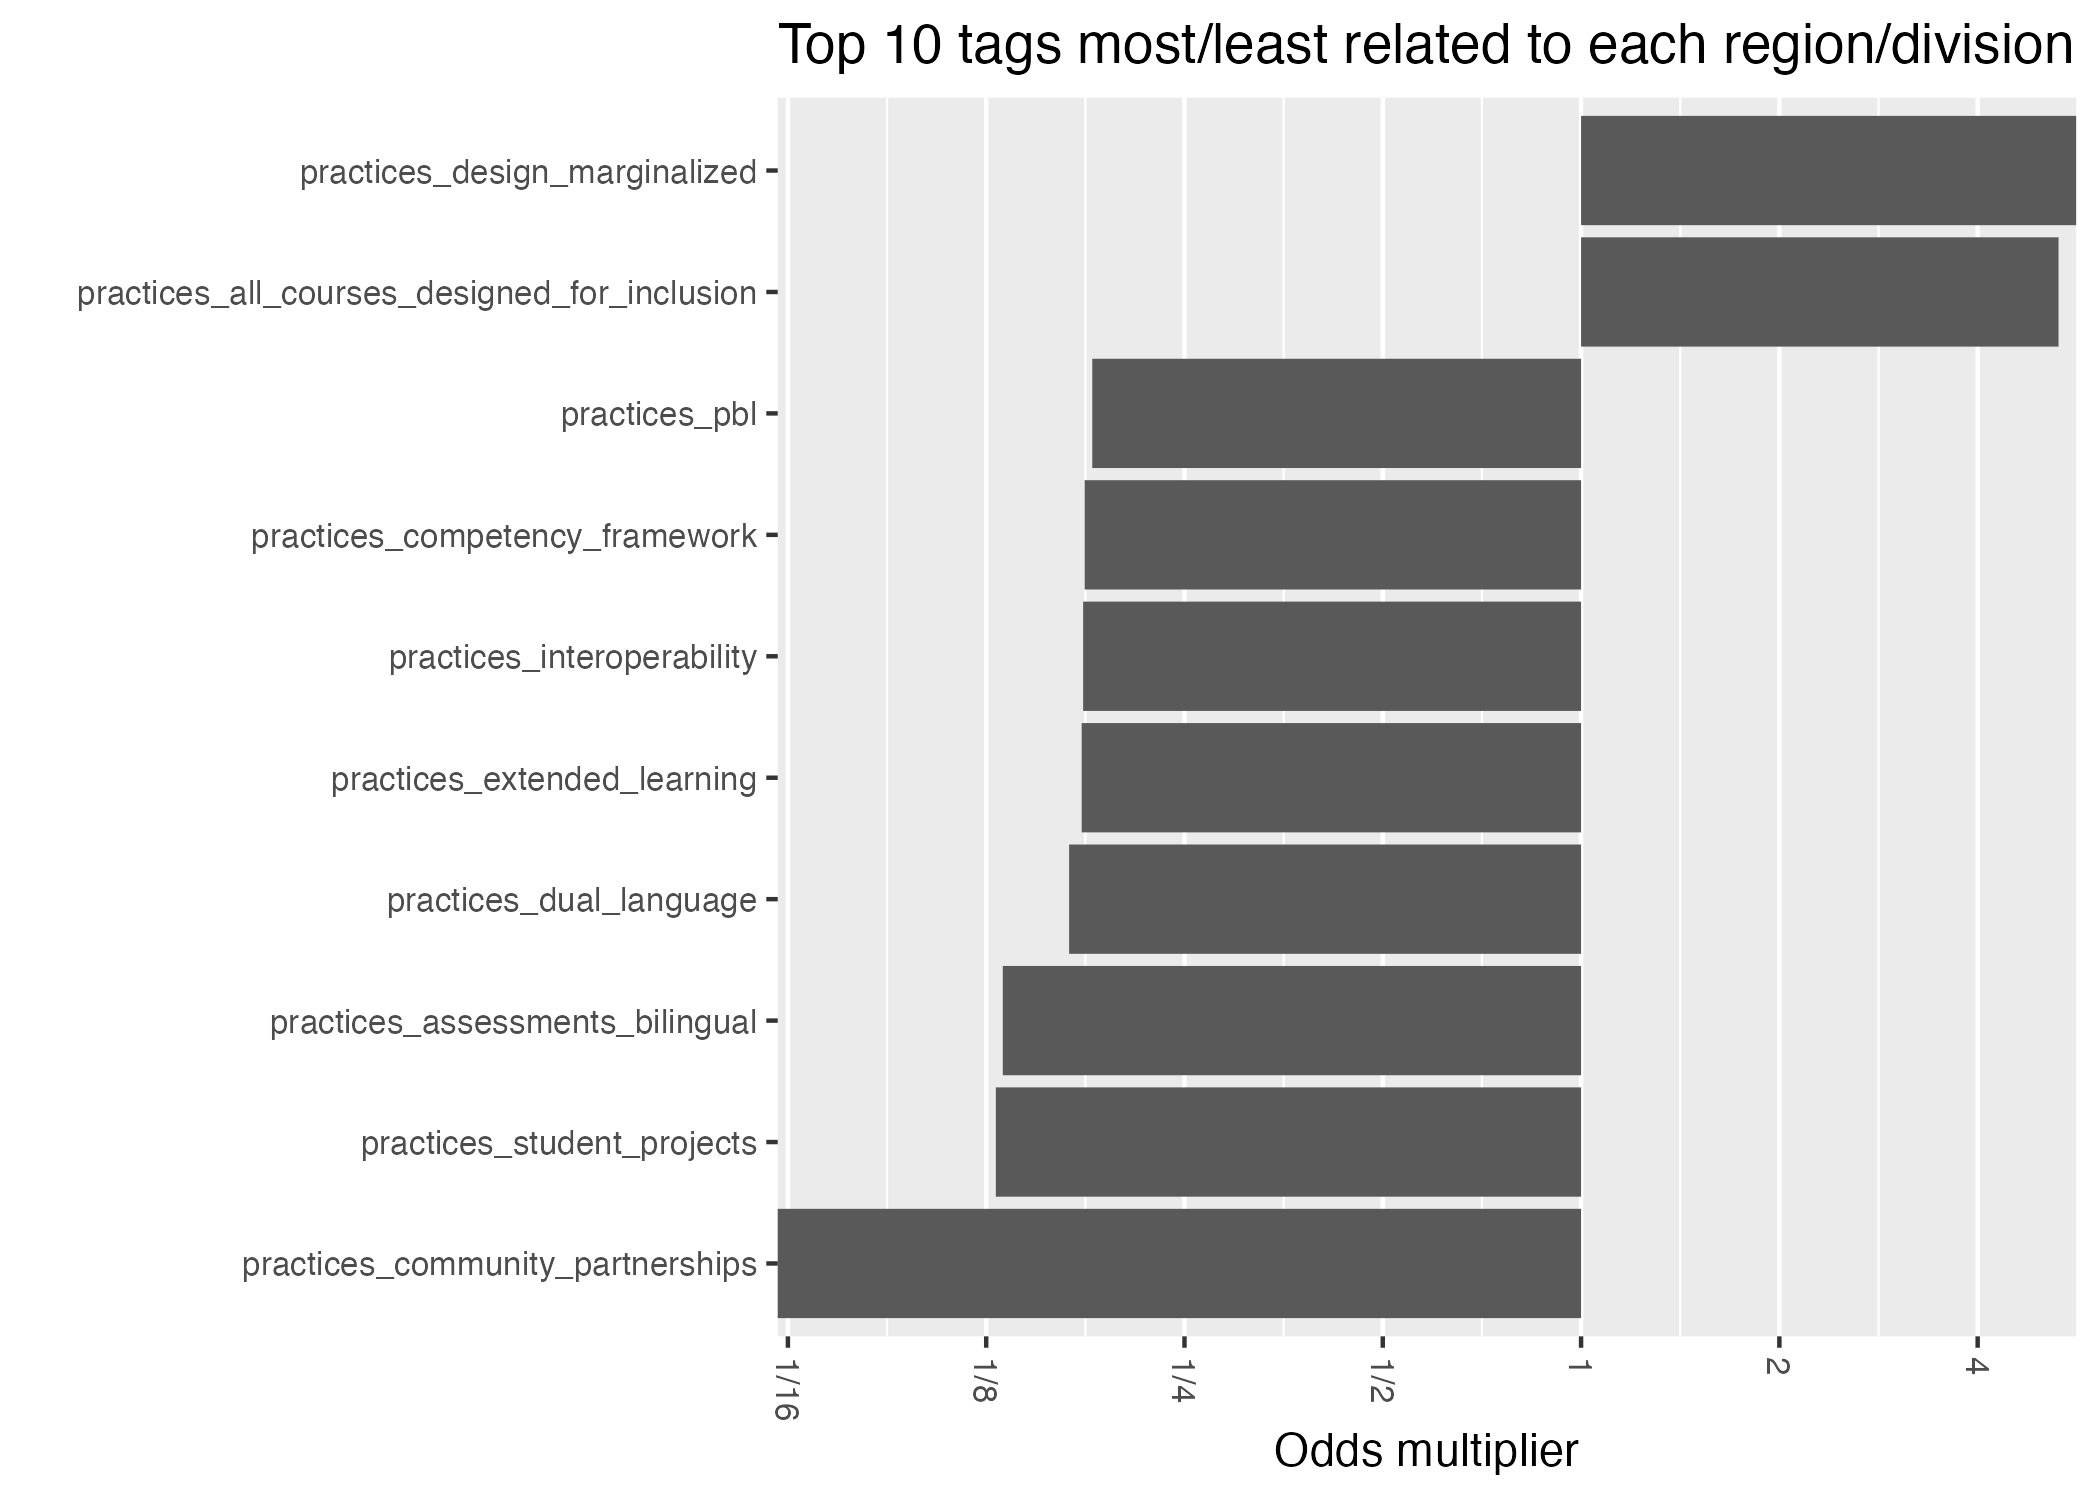 Top 10 tags most/least related to each region/division
practices_design_marginalized
practices_all_courses_designed_for_inclusion
practices_pbl
practices_competency_framework
practices_interoperability
practices_extended_learning
practices_dual_language
practices_assessments_bilingual
practices_student_projects
practices_community_partnerships
1/16 1/8 1/4 1/2 1 2 4
Odds multiplier